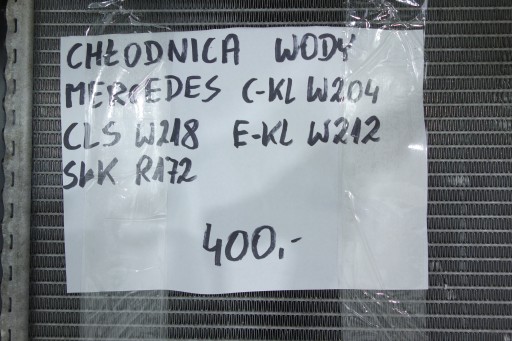 CHŁODNICA WODY
MERCEDES C-KL W204
CLS W218 E-KL W212
SLK R172
400,-